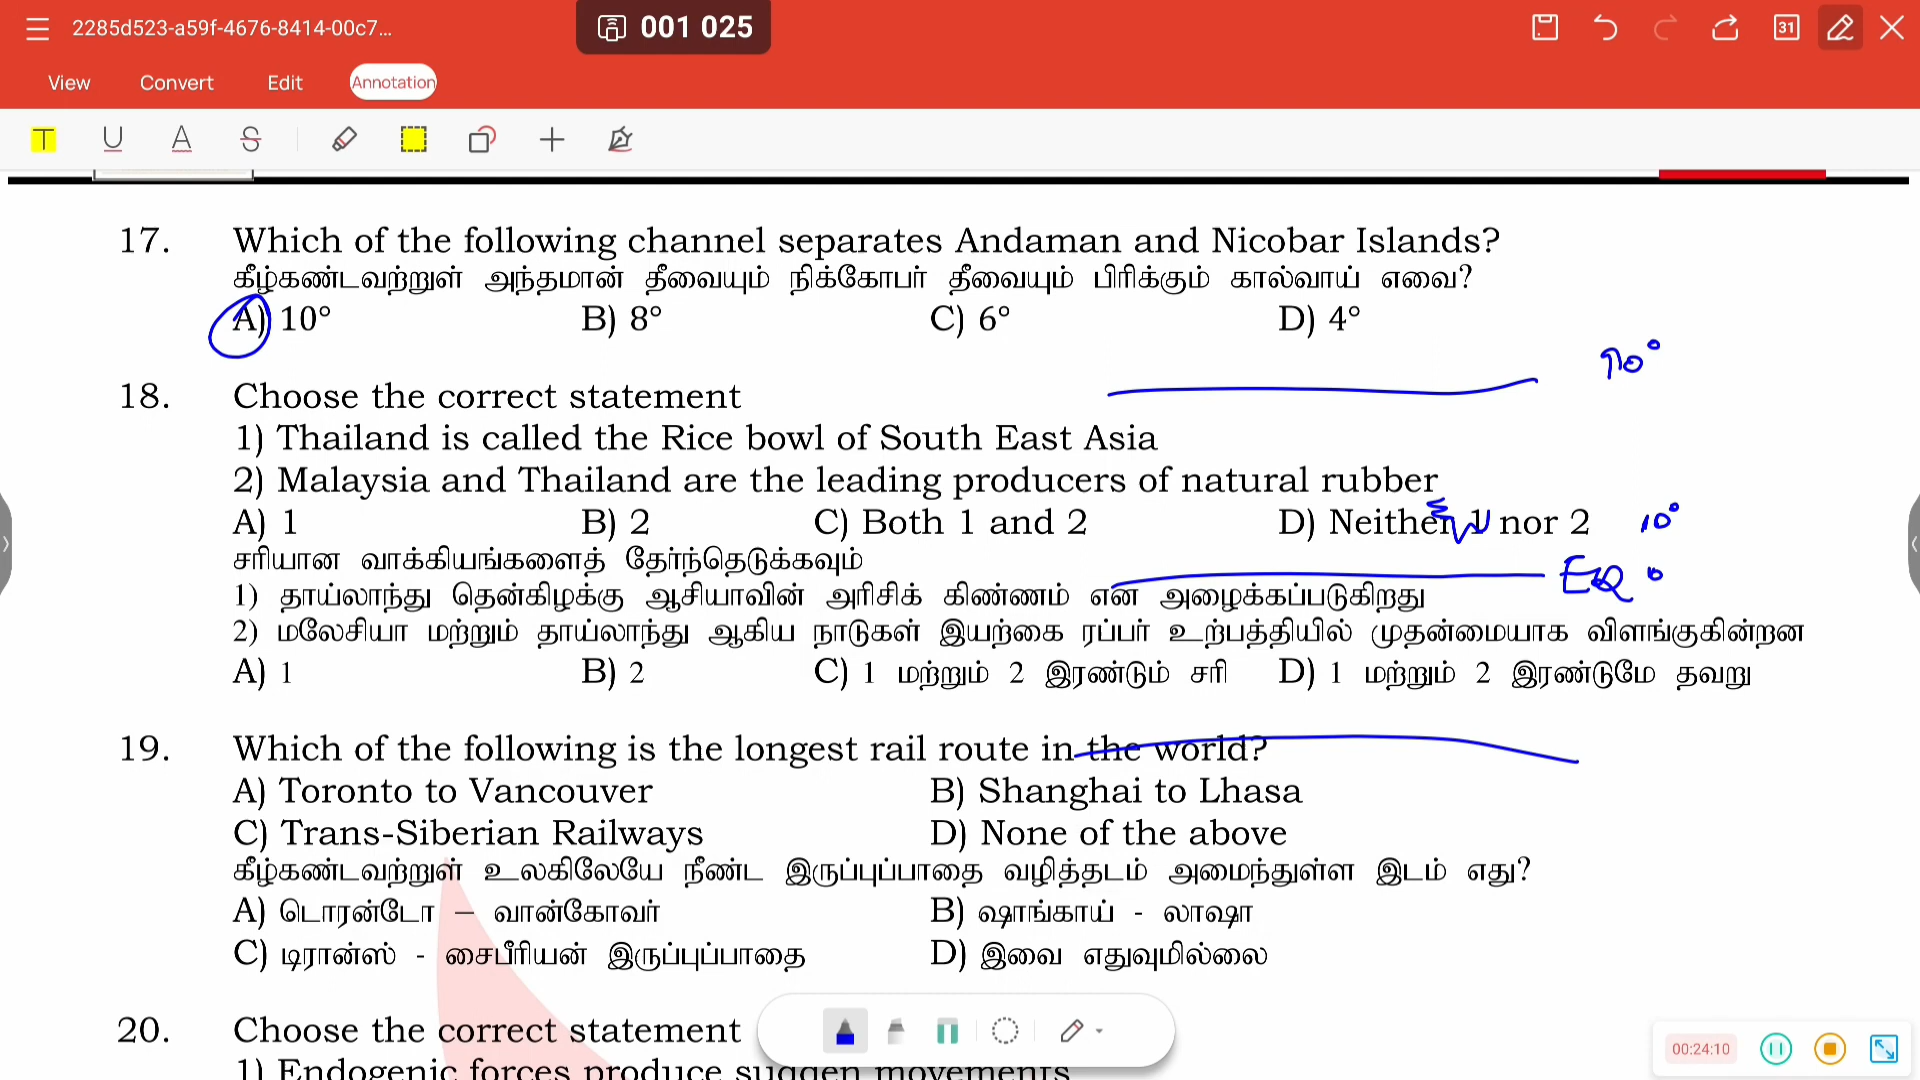 2285d523-a59f-4676-8414-00c7...
001 025
View Convert Edit Annotation
17. Which of the following channel separates Andaman and Nicobar Islands?
கீழ்கண்டவற்றுள் அந்தமான் தீவையும் நிக்கோபர் தீவையும் பிரிக்கும் கால்வாய் எவை?
A) 10° B) 8° C) 6° D) 4°
90°
18. Choose the correct statement
1) Thailand is called the Rice bowl of South East Asia
2) Malaysia and Thailand are the leading producers of natural rubber
A) 1 B) 2 C) Both 1 and 2 D) Neither 1 nor 2 10°
சரியான வாக்கியங்களைத் தேர்ந்தெடுக்கவும்
EQ 0
1) தாய்லாந்து தென்கிழக்கு ஆசியாவின் அரிசிக் கிண்ணம் என அழைக்கப்படுகிறது
2) மலேசியா மற்றும் தாய்லாந்து ஆகிய நாடுகள் இயற்கை ரப்பர் உற்பத்தியில் முதன்மையாக விளங்குகின்றன
A) 1 B) 2 C) 1 மற்றும் 2 இரண்டும் சரி D) 1 மற்றும் 2 இரண்டுமே தவறு
19. Which of the following is the longest rail route in the world?
A) Toronto to Vancouver B) Shanghai to Lhasa
C) Trans-Siberian Railways D) None of the above
கீழ்கண்டவற்றுள் உலகிலேயே நீண்ட இருப்புப்பாதை வழித்தடம் அமைந்துள்ள இடம் எது?
A) டொரன்டோ – வான்கோவர் B) ஷாங்காய் - லாஷா
C) டிரான்ஸ் - சைபீரியன் இருப்புப்பாதை D) இவை எதுவுமில்லை
20. Choose the correct statement
1) Endogenic forces produce sudden movements
00:24:10